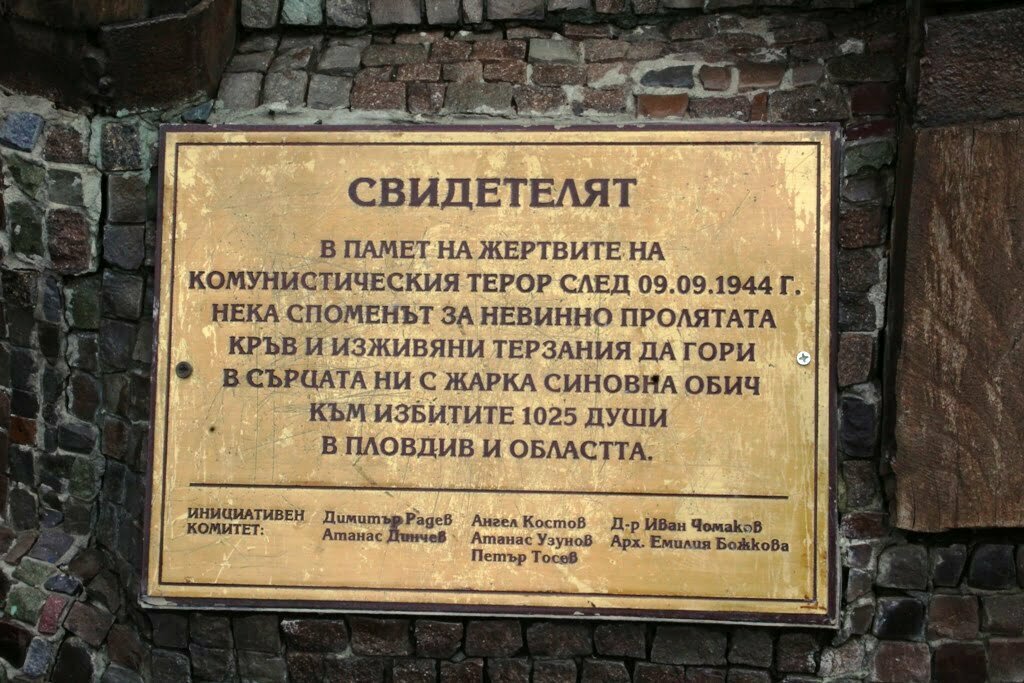 СВИДЕТЕЛЯТ
В ПАМЕТ НА ЖЕРТВИТЕ НА
КОМУНИСТИЧЕСКИЯ ТЕРОР СЛЕД 09.09.1944 Г.
НЕКА СПОМЕНЪТ ЗА НЕВИННО ПРОЛЯТАТА
КРЪВ И ИЗЖИВЯНИ ТЕРЗАНИЯ ДА ГОРИ
В СЪРЦАТА НИ С ЖАРКА СИНОВНА ОБИЧ
КЪМ ИЗБИТИТЕ 1025 ДУШИ
В ПЛОВДИВ И ОБЛАСТТА.
ИНИЦИАТИВЕН КОМИТЕТ:
Димитър Радев
Атанас Динчев
Ангел Костов
Атанас Узунов
Петър Тосев
Д-р Иван Чомаков
Арх. Емилия Божкова